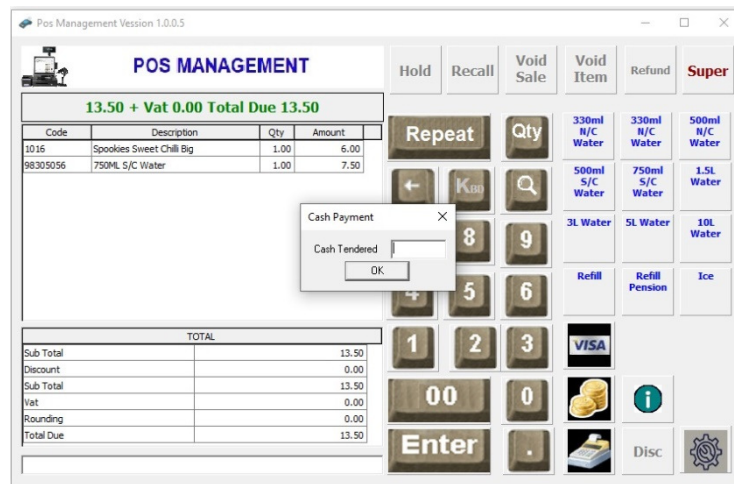 Pos Management Version 1.0.0.5
POS MANAGEMENT
Hold
Recall
Void
Sale
Void
Item
Refund
Super
13.50 + Vat 0.00 Total Due 13.50
Code Description Qty Amount
1016 Spookies Sweet Chilli Big 1.00 6.00
98305056 750ML S/C Water 1.00 7.50
Repeat
Qty
330ml
N/C
Water
330ml
N/C
Water
500ml
N/C
Water
KBD
500ml
S/C
Water
750ml
S/C
Water
1.5L
Water
Cash Payment
Cash Tendered
OK
8
9
3L Water
5L Water
10L
Water
4
5
6
Refill
Refill
Pension
Ice
TOTAL
Sub Total 13.50
Discount 0.00
Sub Total 13.50
Vat 0.00
Rounding 0.00
Total Due 13.50
1
2
3
VISA
00
0
i
Enter
.
Disc